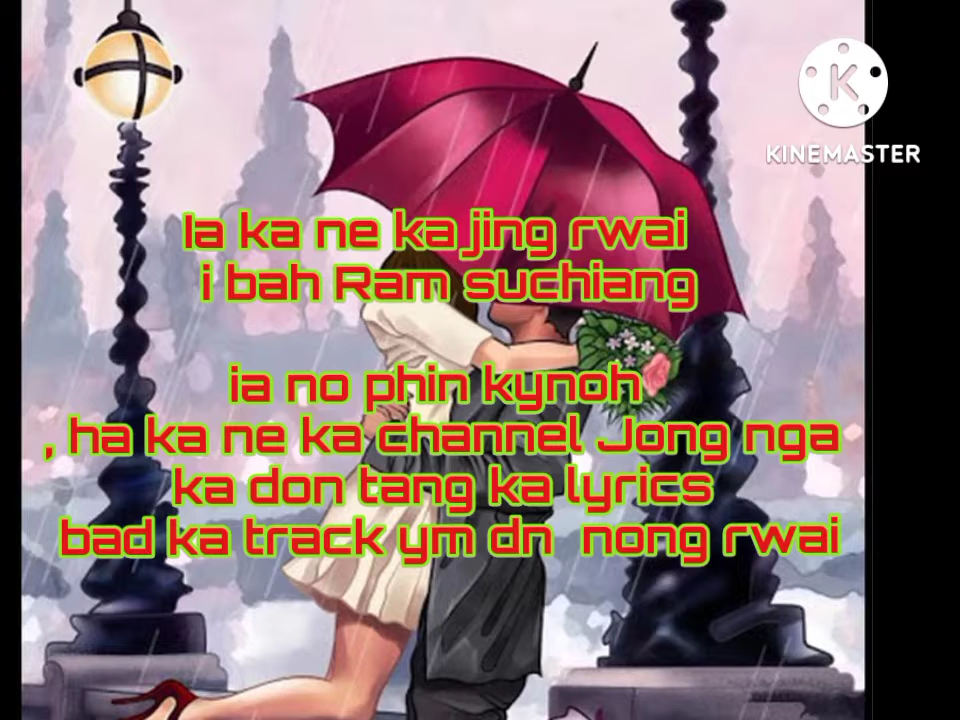 KINEMASTER
Ia ka ne ka jing rwai
i bah Ram suchiang
ia no phin kynoh
, ha ka ne ka channel Jong nga
ka don tang ka lyrics
bad ka track ym dn nong rwai